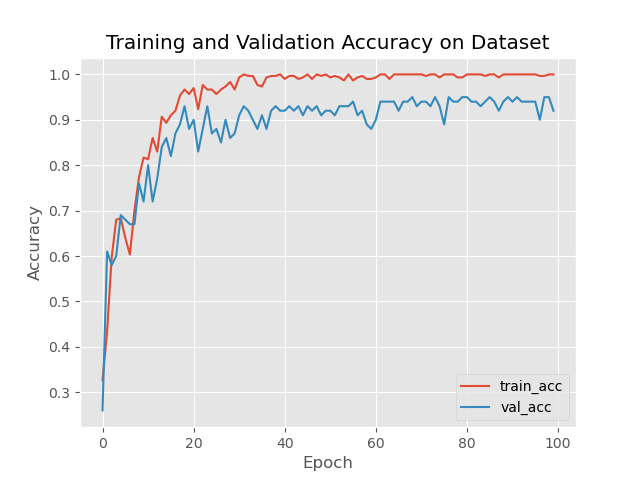 Training and Validation Accuracy on Dataset
1.0
0.9
0.8
0.7
0.6
0.5
0.4
0.3
Accuracy
train_acc
val_acc
0 20 40 60 80 100
Epoch